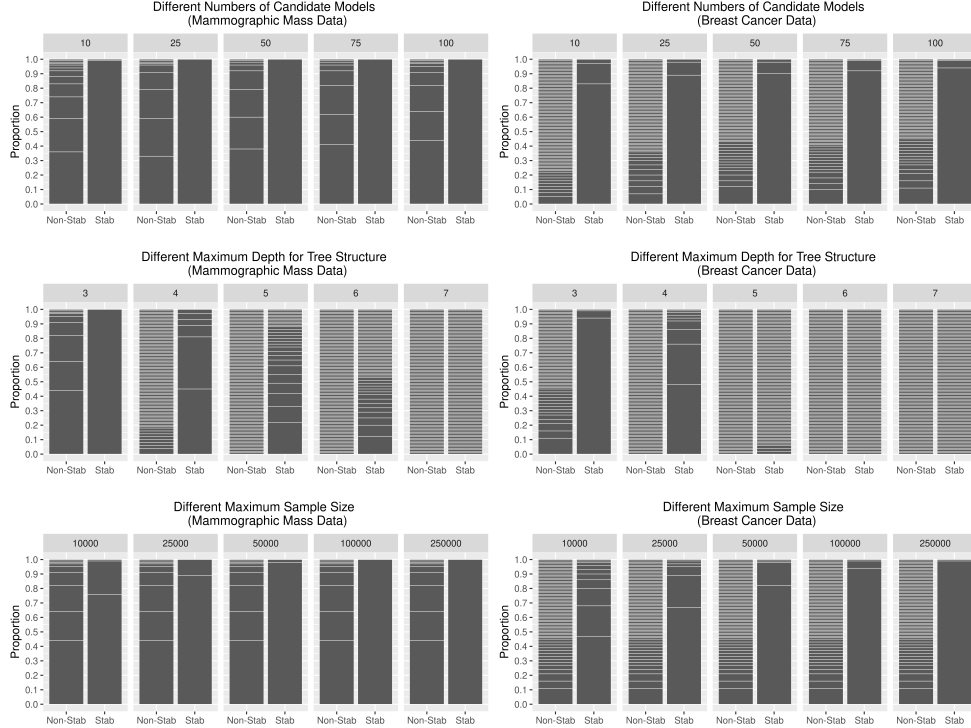 Different Numbers of Candidate Models
(Mammographic Mass Data)
10 25 50 75 100
Proportion
1.0
0.9
0.8
0.7
0.6
0.5
0.4
0.3
0.2
0.1
0.0
Non-Stab Stab Non-Stab Stab Non-Stab Stab Non-Stab Stab Non-Stab Stab
Different Numbers of Candidate Models
(Breast Cancer Data)
10 25 50 75 100
Proportion
1.0
0.9
0.8
0.7
0.6
0.5
0.4
0.3
0.2
0.1
0.0
Non-Stab Stab Non-Stab Stab Non-Stab Stab Non-Stab Stab Non-Stab Stab
Different Maximum Depth for Tree Structure
(Mammographic Mass Data)
3 4 5 6 7
Proportion
1.0
0.9
0.8
0.7
0.6
0.5
0.4
0.3
0.2
0.1
0.0
Non-Stab Stab Non-Stab Stab Non-Stab Stab Non-Stab Stab Non-Stab Stab
Different Maximum Depth for Tree Structure
(Breast Cancer Data)
3 4 5 6 7
Proportion
1.0
0.9
0.8
0.7
0.6
0.5
0.4
0.3
0.2
0.1
0.0
Non-Stab Stab Non-Stab Stab Non-Stab Stab Non-Stab Stab Non-Stab Stab
Different Maximum Sample Size
(Mammographic Mass Data)
10000 25000 50000 100000 250000
Proportion
1.0
0.9
0.8
0.7
0.6
0.5
0.4
0.3
0.2
0.1
0.0
Non-Stab Stab Non-Stab Stab Non-Stab Stab Non-Stab Stab Non-Stab Stab
Different Maximum Sample Size
(Breast Cancer Data)
10000 25000 50000 100000 250000
Proportion
1.0
0.9
0.8
0.7
0.6
0.5
0.4
0.3
0.2
0.1
0.0
Non-Stab Stab Non-Stab Stab Non-Stab Stab Non-Stab Stab Non-Stab Stab